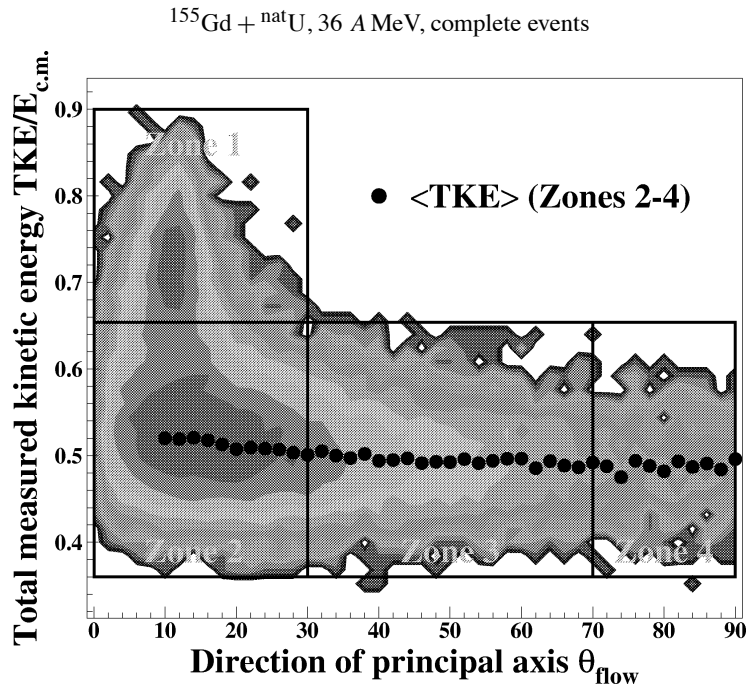 ¹⁵⁵Gd + ⁿᵃᵗU, 36 A MeV, complete events
Total measured kinetic energy TKE/E_c.m.
0.9
0.8
0.7
0.6
0.5
0.4
Zone 1
<TKE> (Zones 2-4)
Zone 2 Zone 3 Zone 4
0 10 20 30 40 50 60 70 80 90
Direction of principal axis θ_flow